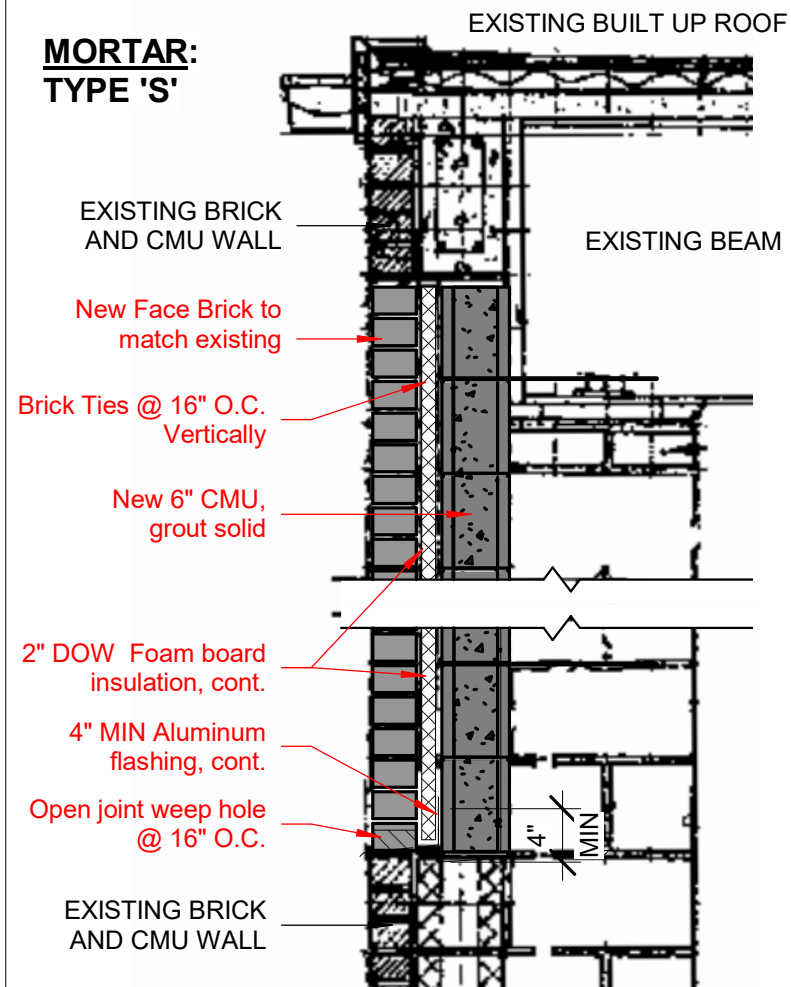 EXISTING BUILT UP ROOF
MORTAR:
TYPE 'S'
EXISTING BRICK
AND CMU WALL
EXISTING BEAM
New Face Brick to
match existing
Brick Ties @ 16" O.C.
Vertically
New 6" CMU,
grout solid
2" DOW Foam board
insulation, cont.
4" MIN Aluminum
flashing, cont.
Open joint weep hole
@ 16" O.C.
4"
MIN
EXISTING BRICK
AND CMU WALL